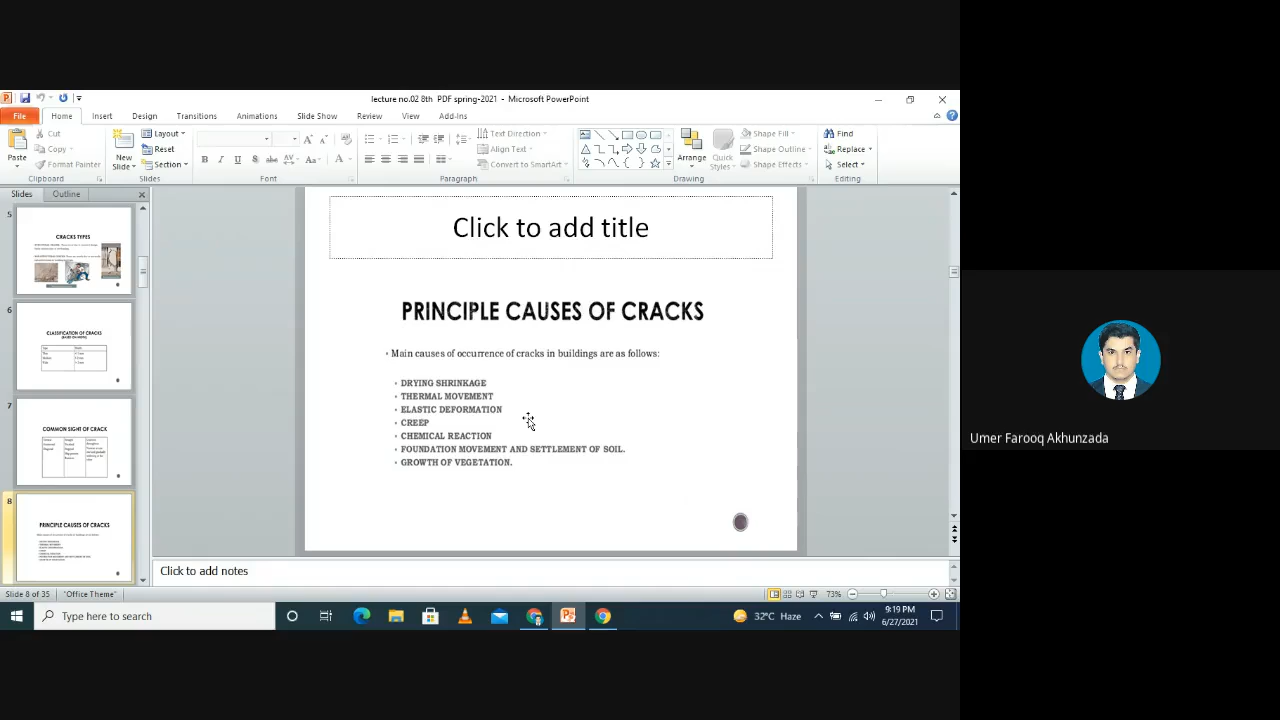 lecture no.02 8th PDF spring-2021 - Microsoft PowerPoint
File Home Insert Design Transitions Animations Slide Show Review View Add-Ins
Paste
Cut
Copy
Format Painter
Clipboard
New Slide
Layout
Reset
Section
Slides
B I U S abc AV Aa A
Font
Text Direction
Align Text
Convert to SmartArt
Paragraph
Arrange
Quick Styles
Shape Fill
Shape Outline
Shape Effects
Drawing
Find
Replace
Select
Editing
Slides Outline
5
CRACKS TYPES
6
CLASSIFICATION OF CRACKS
7
COMMON SIGHT OF CRACK
8
PRINCIPLE CAUSES OF CRACKS
Click to add title
PRINCIPLE CAUSES OF CRACKS
• Main causes of occurrence of cracks in buildings are as follows:
• DRYING SHRINKAGE
• THERMAL MOVEMENT
• ELASTIC DEFORMATION
• CREEP
• CHEMICAL REACTION
• FOUNDATION MOVEMENT AND SETTLEMENT OF SOIL.
• GROWTH OF VEGETATION.
Click to add notes
Slide 8 of 35 "Office Theme" 73%
Type here to search
32°C Haze
9:19 PM
6/27/2021
Umer Farooq Akhunzada